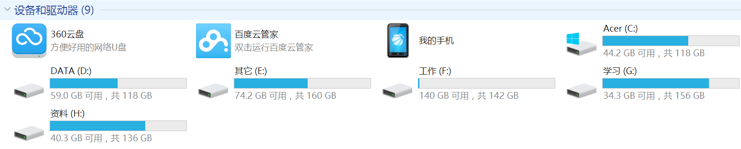 设备和驱动器 (9)
360云盘
方便好用的网络U盘
百度云管家
双击运行百度云管家
我的手机
Acer (C:)
44.2 GB 可用，共 118 GB
DATA (D:)
59.0 GB 可用，共 118 GB
其它 (E:)
74.2 GB 可用，共 160 GB
工作 (F:)
140 GB 可用，共 142 GB
学习 (G:)
34.3 GB 可用，共 156 GB
资料 (H:)
40.3 GB 可用，共 136 GB